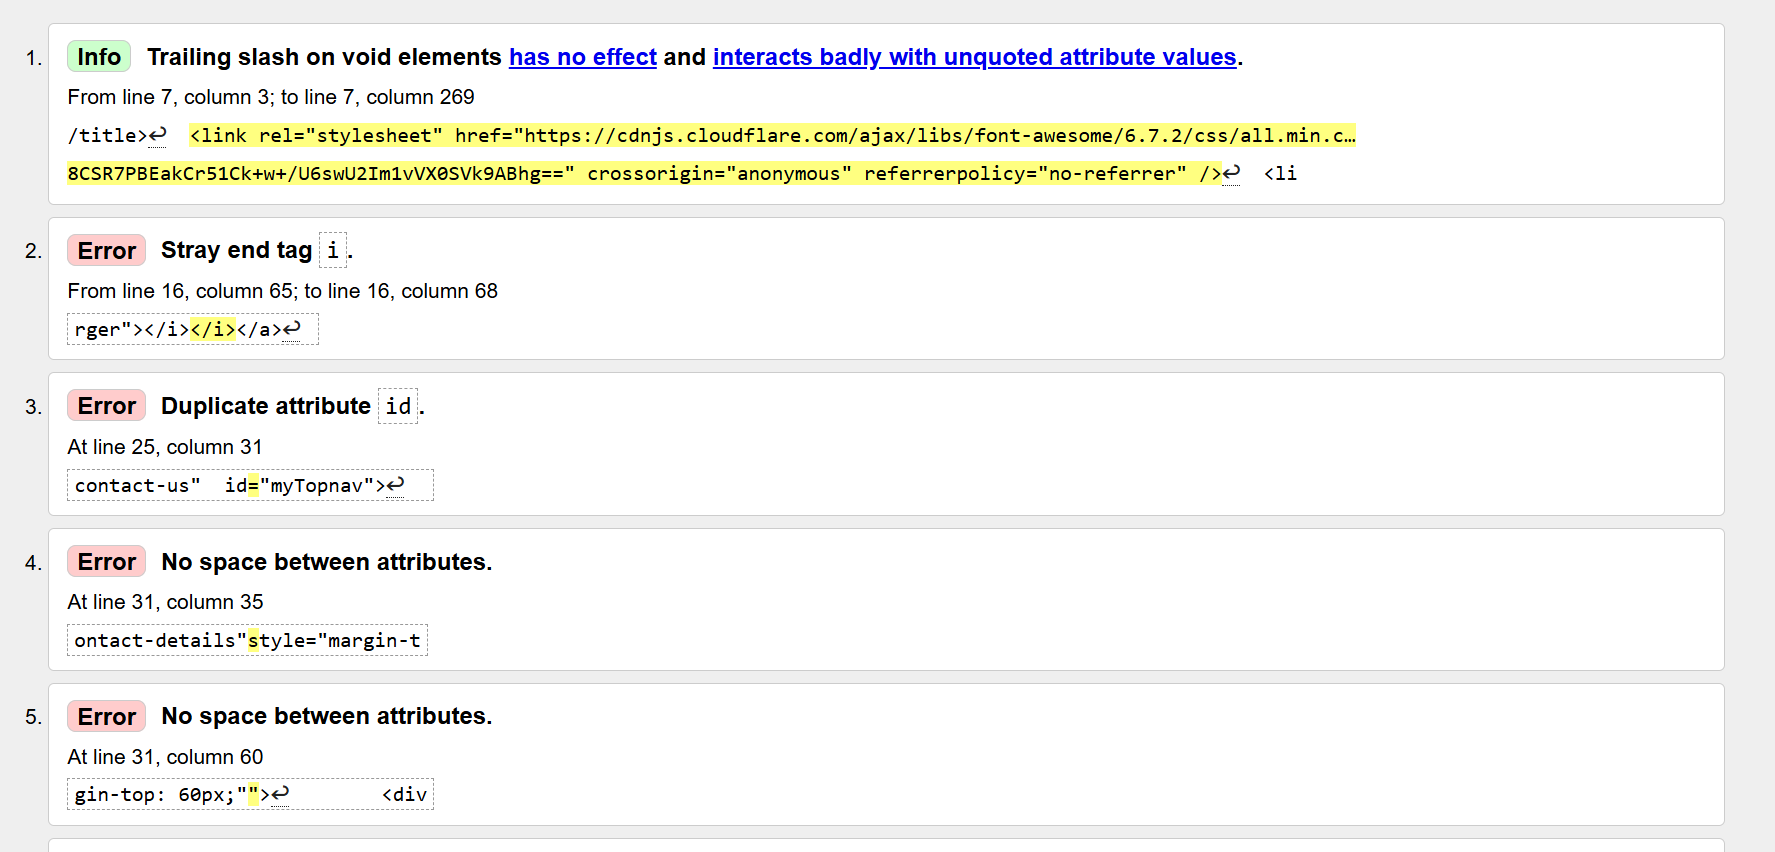 1. Info Trailing slash on void elements has no effect and interacts badly with unquoted attribute values.
From line 7, column 3; to line 7, column 269
/title>↩ <link rel="stylesheet" href="https://cdnjs.cloudflare.com/ajax/libs/font-awesome/6.7.2/css/all.min.c…
8CSR7PBEakCr51Ck+w+/U6swU2Im1vVX0SVk9ABhg==" crossorigin="anonymous" referrerpolicy="no-referrer" />↩ <li
2. Error Stray end tag i.
From line 16, column 65; to line 16, column 68
rger"></i></i></a>↩
3. Error Duplicate attribute id.
At line 25, column 31
contact-us" id="myTopnav">↩
4. Error No space between attributes.
At line 31, column 35
ontact-details"style="margin-t
5. Error No space between attributes.
At line 31, column 60
gin-top: 60px;"">↩ <div